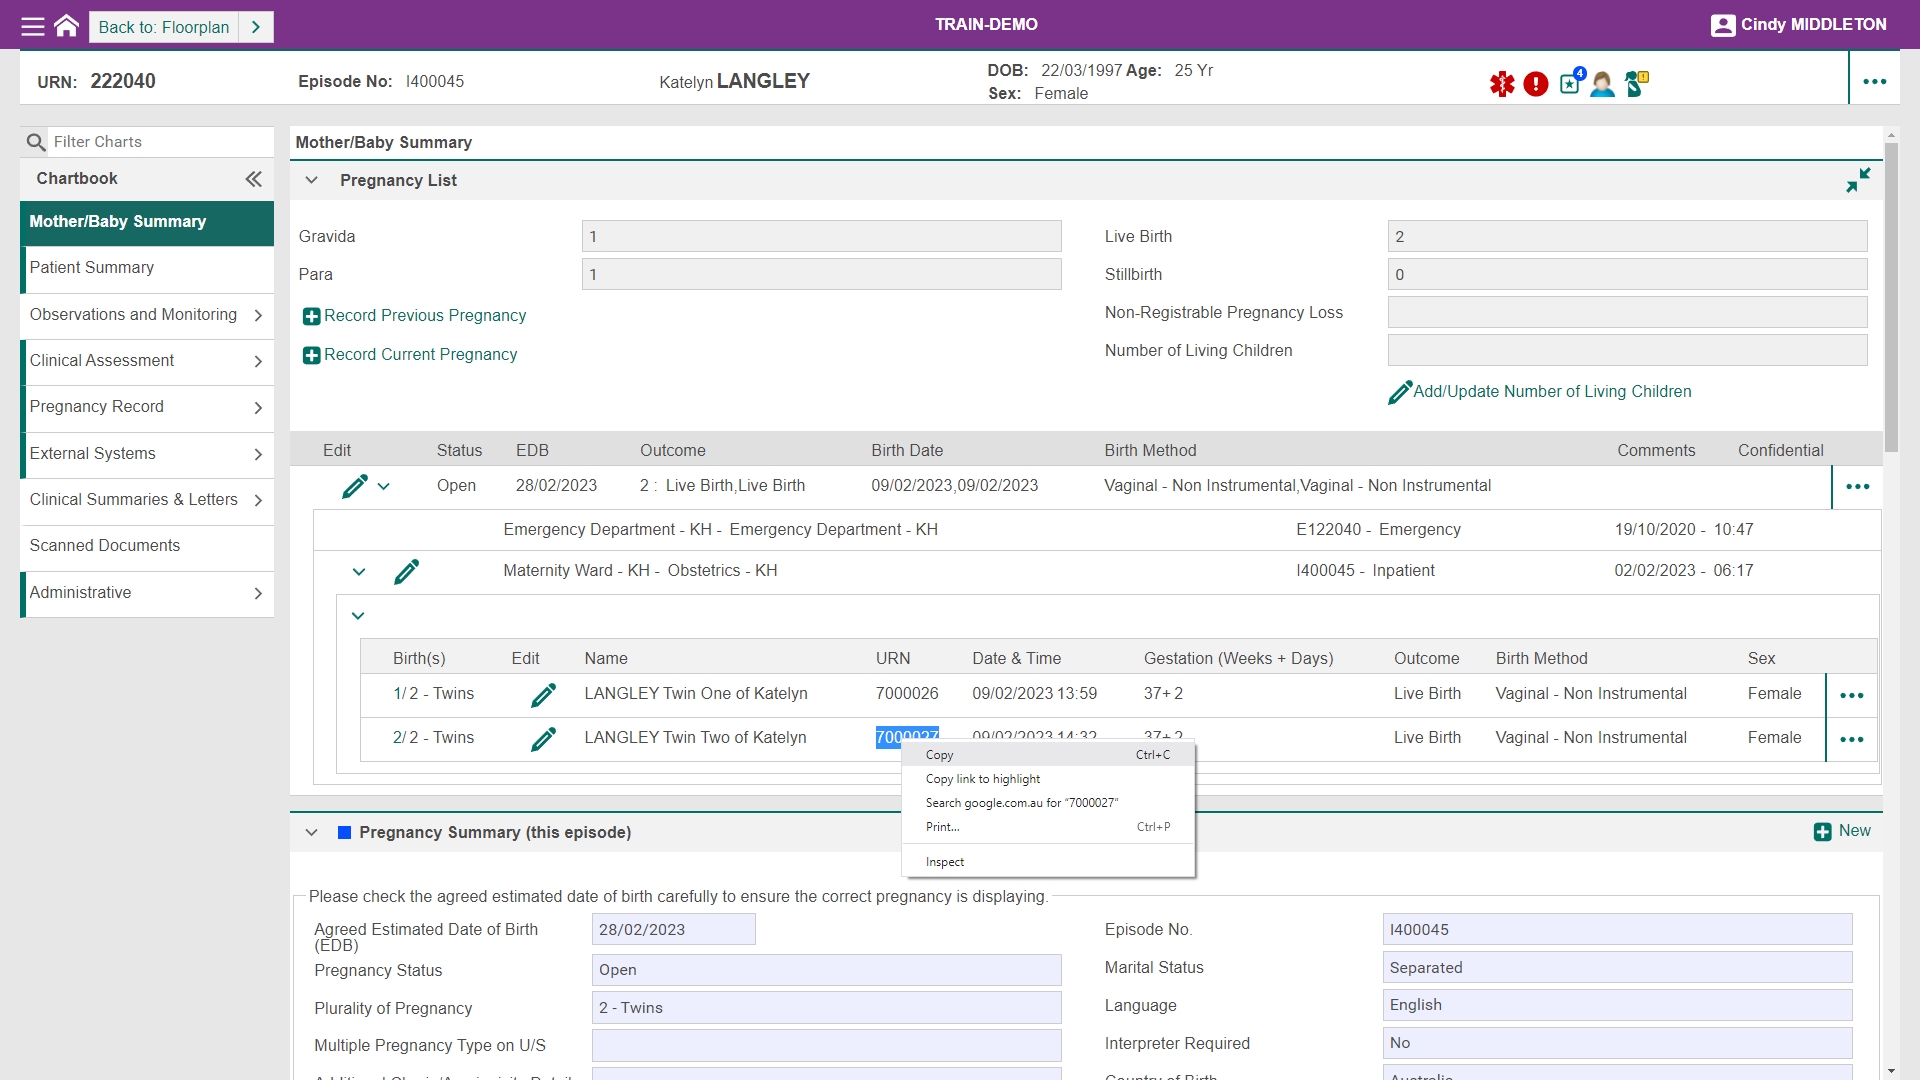 Back to: Floorplan
TRAIN-DEMO
Cindy MIDDLETON
URN: 222040
Episode No: I400045
Katelyn LANGLEY
DOB: 22/03/1997 Age: 25 Yr
Sex: Female
4
Filter Charts
Chartbook
Mother/Baby Summary
Patient Summary
Observations and Monitoring
Clinical Assessment
Pregnancy Record
External Systems
Clinical Summaries & Letters
Scanned Documents
Administrative
Mother/Baby Summary
Pregnancy List
Gravida 1
Live Birth 2
Para 1
Stillbirth 0
Record Previous Pregnancy
Non-Registrable Pregnancy Loss
Record Current Pregnancy
Number of Living Children
Add/Update Number of Living Children
Edit Status EDB Outcome Birth Date Birth Method Comments Confidential
Open 28/02/2023 2 : Live Birth,Live Birth 09/02/2023,09/02/2023 Vaginal - Non Instrumental,Vaginal - Non Instrumental
Emergency Department - KH - Emergency Department - KH E122040 - Emergency 19/10/2020 - 10:47
Maternity Ward - KH - Obstetrics - KH I400045 - Inpatient 02/02/2023 - 06:17
Birth(s) Edit Name URN Date & Time Gestation (Weeks + Days) Outcome Birth Method Sex
1/ 2 - Twins LANGLEY Twin One of Katelyn 7000026 09/02/2023 13:59 37+ 2 Live Birth Vaginal - Non Instrumental Female
2/ 2 - Twins LANGLEY Twin Two of Katelyn 7000027 09/02/2023 14:32 37+ 2 Live Birth Vaginal - Non Instrumental Female
Copy Ctrl+C
Copy link to highlight
Search google.com.au for "7000027"
Print... Ctrl+P
Inspect
Pregnancy Summary (this episode)
New
Please check the agreed estimated date of birth carefully to ensure the correct pregnancy is displaying.
Agreed Estimated Date of Birth
(EDB)
28/02/2023
Episode No. I400045
Pregnancy Status Open
Marital Status Separated
Plurality of Pregnancy 2 - Twins
Language English
Multiple Pregnancy Type on U/S
Interpreter Required No
Country of Birth Australia